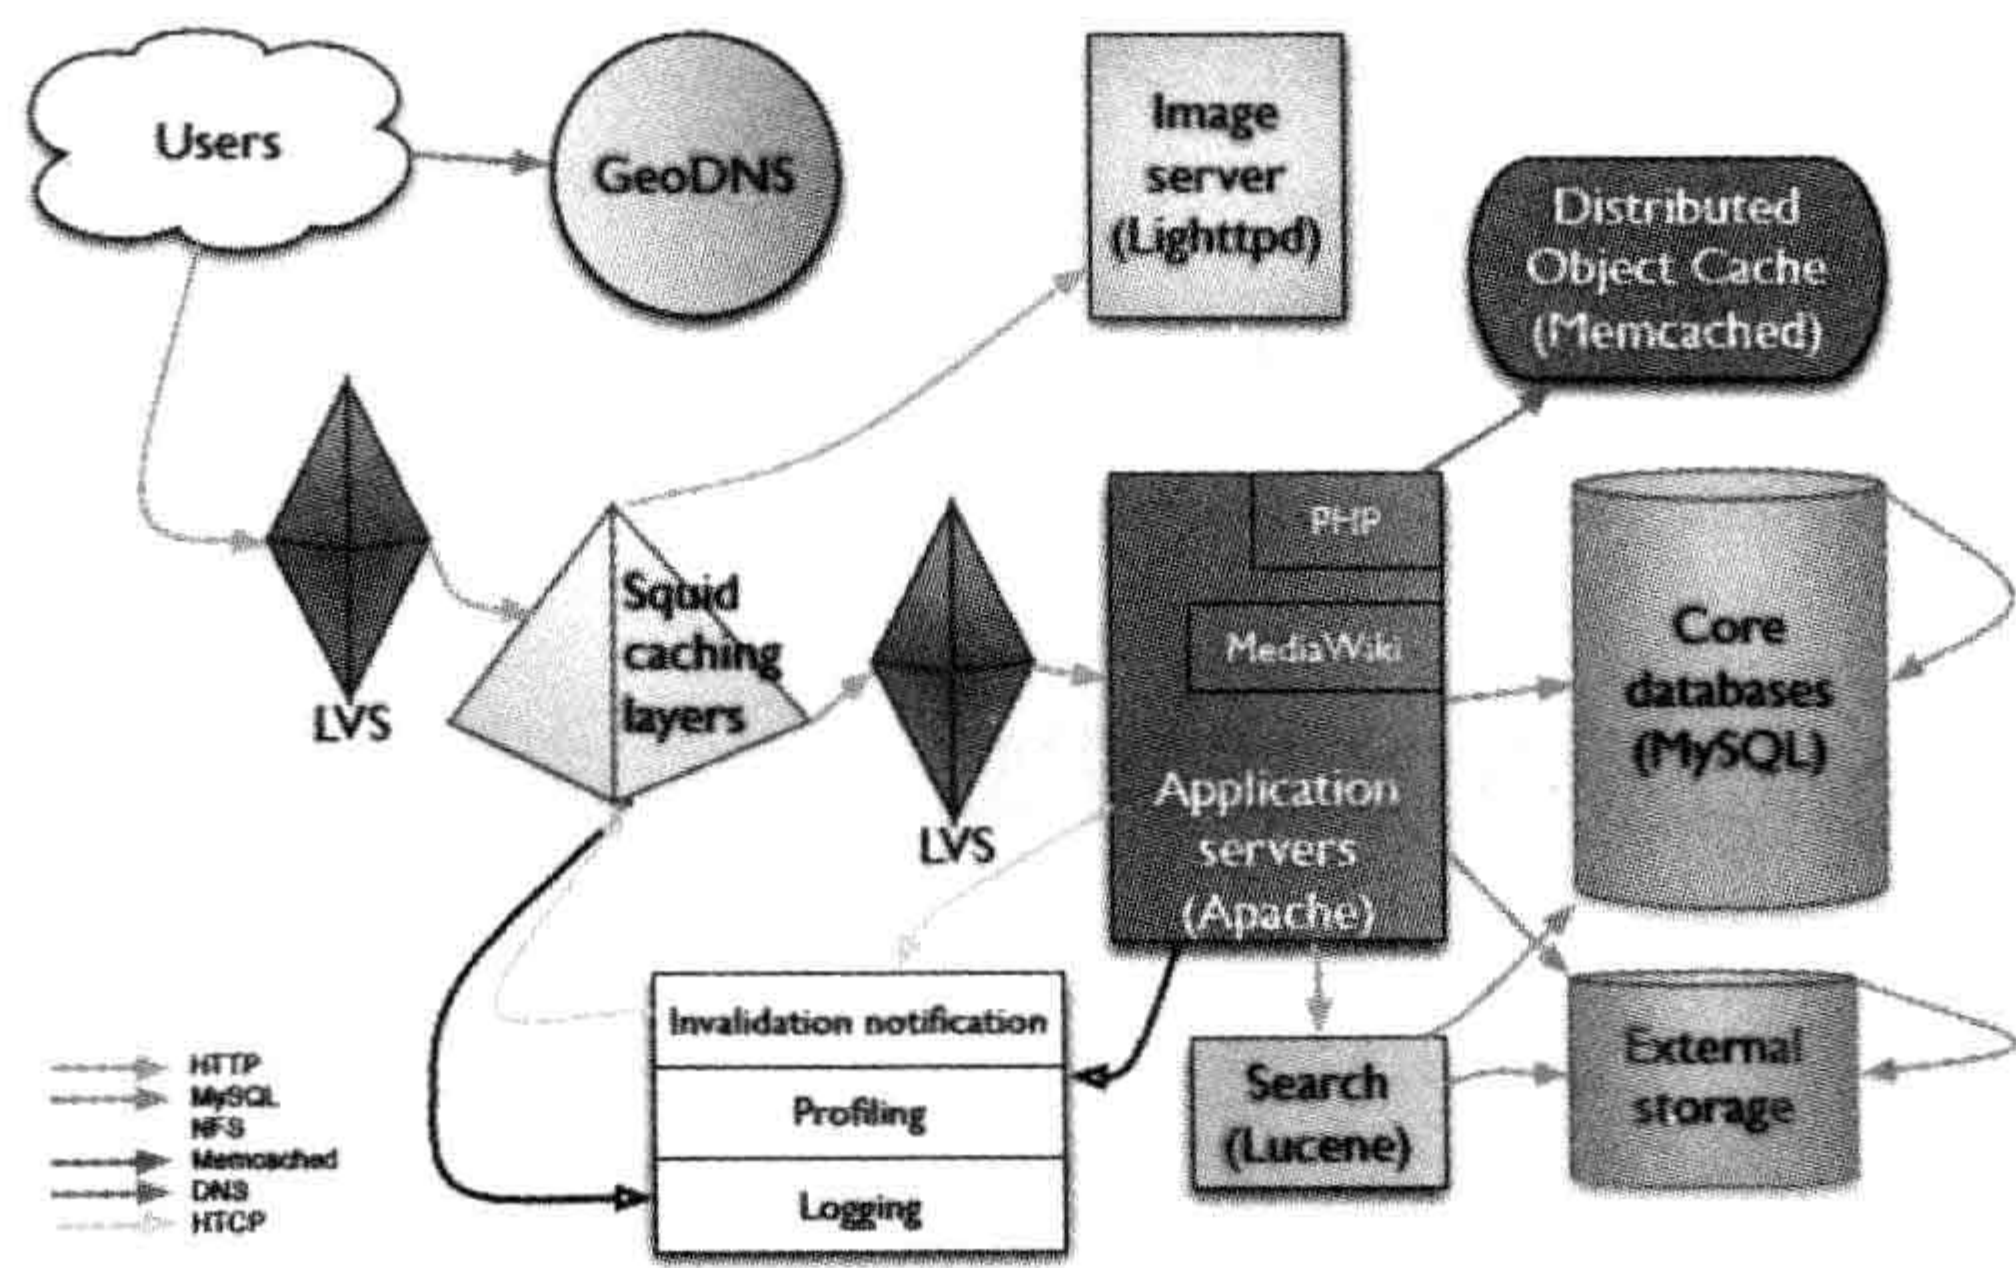 Users
GeoDNS
Image
server
(Lighttpd)
Distributed
Object Cache
(Memcached)
LVS
Squid
caching
layers
LVS
PHP
MediaWiki
Application
servers
(Apache)
Core
databases
(MySQL)
Invalidation notification
Profiling
Logging
Search
(Lucene)
External
storage
HTTP
MySQL
NFS
Memcached
DNS
HTCP